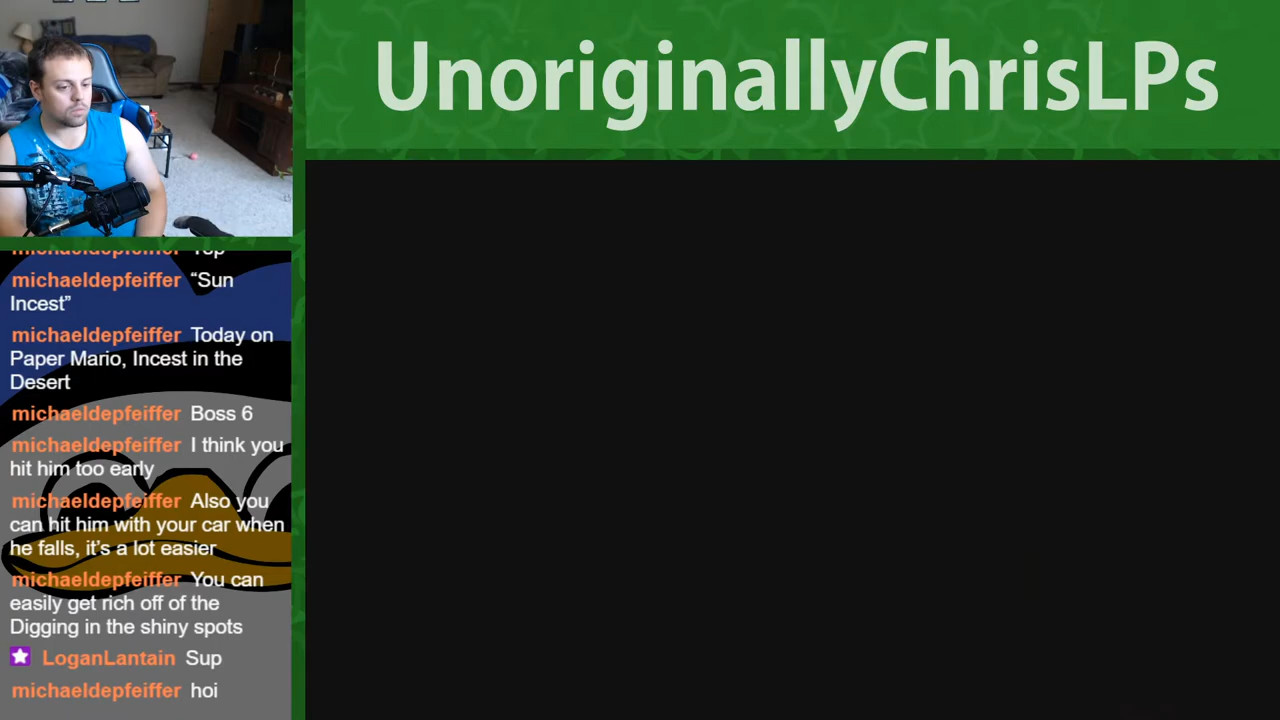 UnoriginallyChrisLPs
michaeldepfeiffer Yep
michaeldepfeiffer “Sun
Incest”
michaeldepfeiffer Today on
Paper Mario, Incest in the
Desert
michaeldepfeiffer Boss 6
michaeldepfeiffer I think you
hit him too early
michaeldepfeiffer Also you
can hit him with your car when
he falls, it’s a lot easier
michaeldepfeiffer You can
easily get rich off of the
Digging in the shiny spots
LoganLantain Sup
michaeldepfeiffer hoi